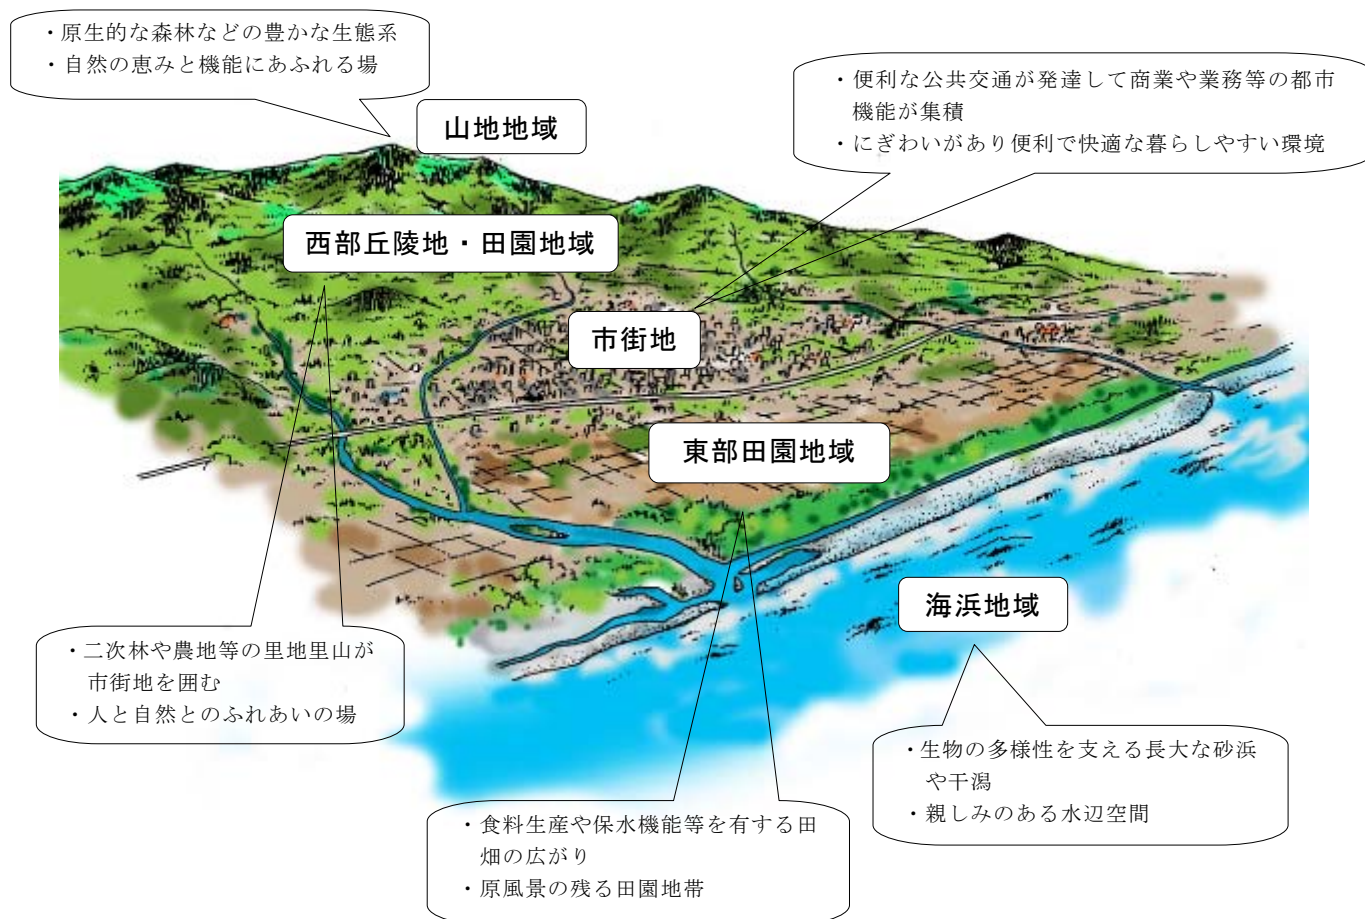 ・原生的な森林などの豊かな生態系
・自然の恵みと機能にあふれる場
山地地域
・便利な公共交通が発達して商業や業務等の都市
機能が集積
・にぎわいがあり便利で快適な暮らしやすい環境
西部丘陵地・田園地域
市街地
東部田園地域
海浜地域
・二次林や農地等の里地里山が
市街地を囲む
・人と自然とのふれあいの場
・生物の多様性を支える長大な砂浜
や干潟
・親しみのある水辺空間
・食料生産や保水機能等を有する田
畑の広がり
・原風景の残る田園地帯